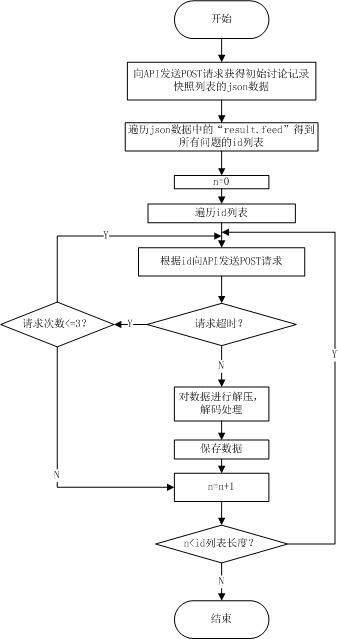 开始
向API发送POST请求获得初始讨论记录
快照列表的json数据
遍历json数据中的“result.feed”得到
所有问题的id列表
n=0
遍历id列表
Y
根据id向API发送POST请求
请求次数<=3?
Y
请求超时?
Y
N
对数据进行解压，
解码处理
保存数据
N
n=n+1
n<id列表长度?
N
结束